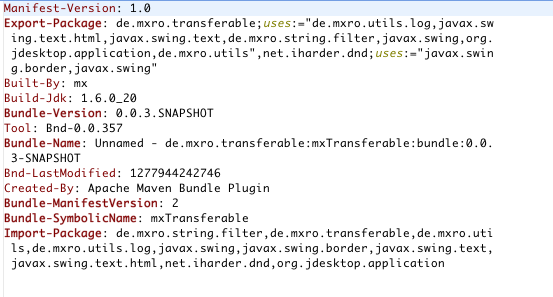 Manifest-Version: 1.0
Export-Package: de.mxro.transferable;uses:="de.mxro.utils.log,javax.sw
ing.text.html,javax.swing.text,de.mxro.string.filter,javax.swing,org.
jdesktop.application,de.mxro.utils",net.iharder.dnd;uses:="javax.swin
g.border,javax.swing"
Built-By: mx
Build-Jdk: 1.6.0_20
Bundle-Version: 0.0.3.SNAPSHOT
Tool: Bnd-0.0.357
Bundle-Name: Unnamed - de.mxro.transferable:mxTransferable:bundle:0.0.
3-SNAPSHOT
Bnd-LastModified: 1277944242746
Created-By: Apache Maven Bundle Plugin
Bundle-ManifestVersion: 2
Bundle-SymbolicName: mxTransferable
Import-Package: de.mxro.string.filter,de.mxro.transferable,de.mxro.uti
ls,de.mxro.utils.log,javax.swing,javax.swing.border,javax.swing.text,
javax.swing.text.html,net.iharder.dnd,org.jdesktop.application